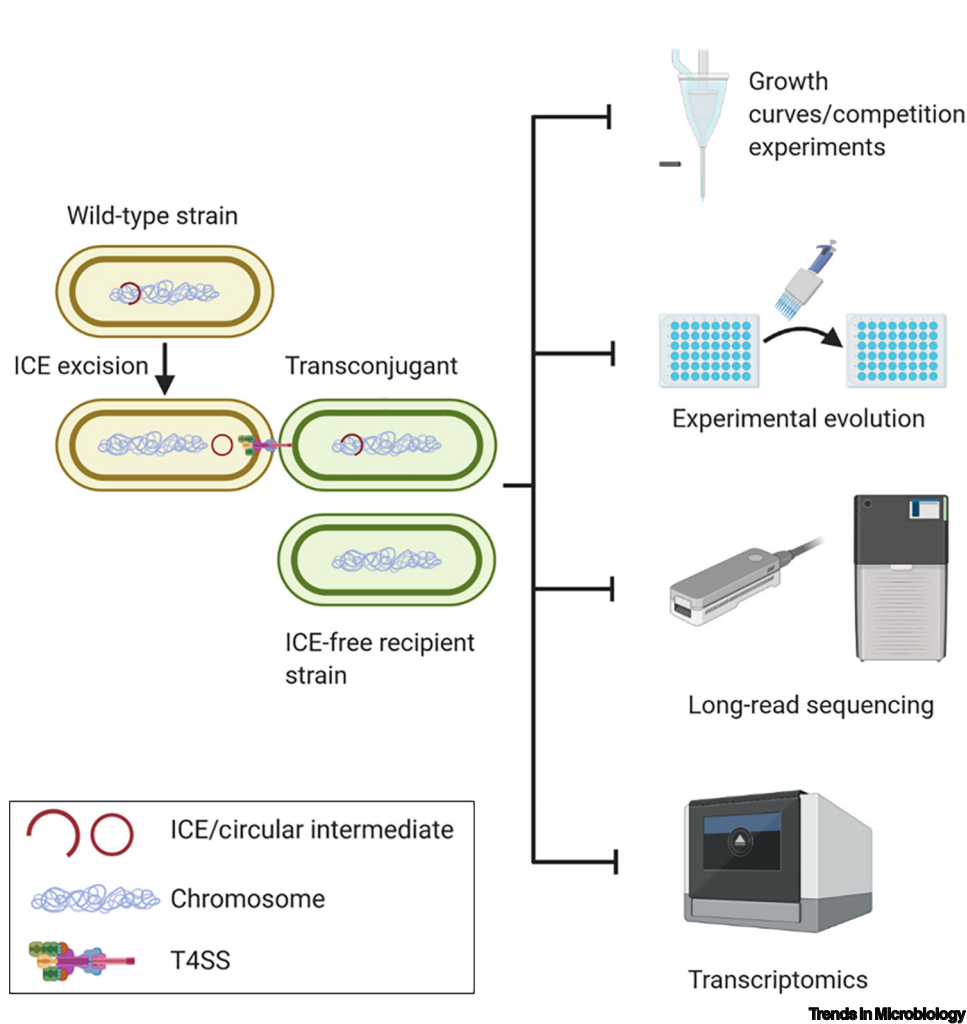 Growth
curves/competition
experiments
Wild-type strain
ICE excision
Transconjugant
Experimental evolution
ICE-free recipient
strain
Long-read sequencing
ICE/circular intermediate
Chromosome
T4SS
Transcriptomics
Trends in Microbiology